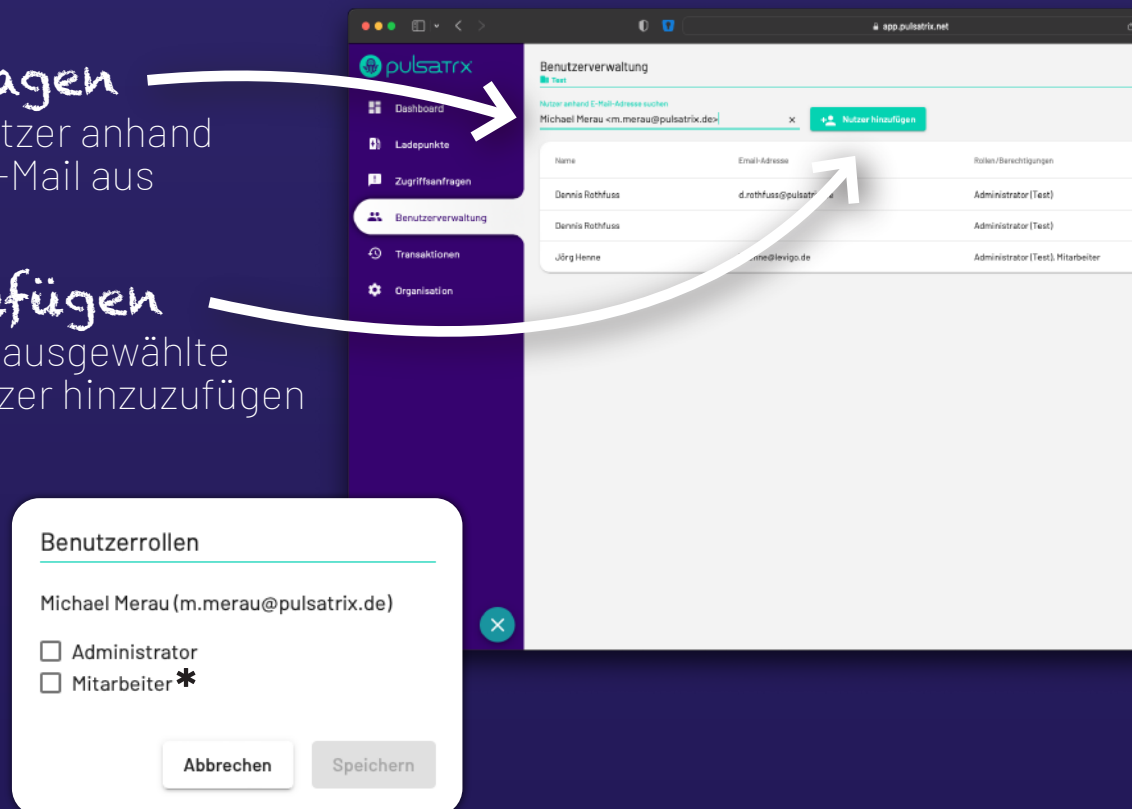 app.pulsatrix.net
pulsatrix
Dashboard
Ladepunkte
Zugriffsanfragen
Benutzerverwaltung
Transaktionen
Organisation
Benutzerverwaltung
Test
Nutzer anhand E-Mail-Adresse suchen
Michael Merau <m.merau@pulsatrix.de> × Nutzer hinzufügen
Name Email-Adresse Rollen/Berechtigungen
Dennis Rothfuss Administrator (Test)
Dennis Rothfuss Administrator (Test)
Jörg Henne Administrator (Test), Mitarbeiter
agen
tzer anhand
-Mail aus
fügen
ausgewählte
zer hinzuzufügen
Benutzerrollen
Michael Merau (m.merau@pulsatrix.de)
Administrator
Mitarbeiter*
Abbrechen Speichern